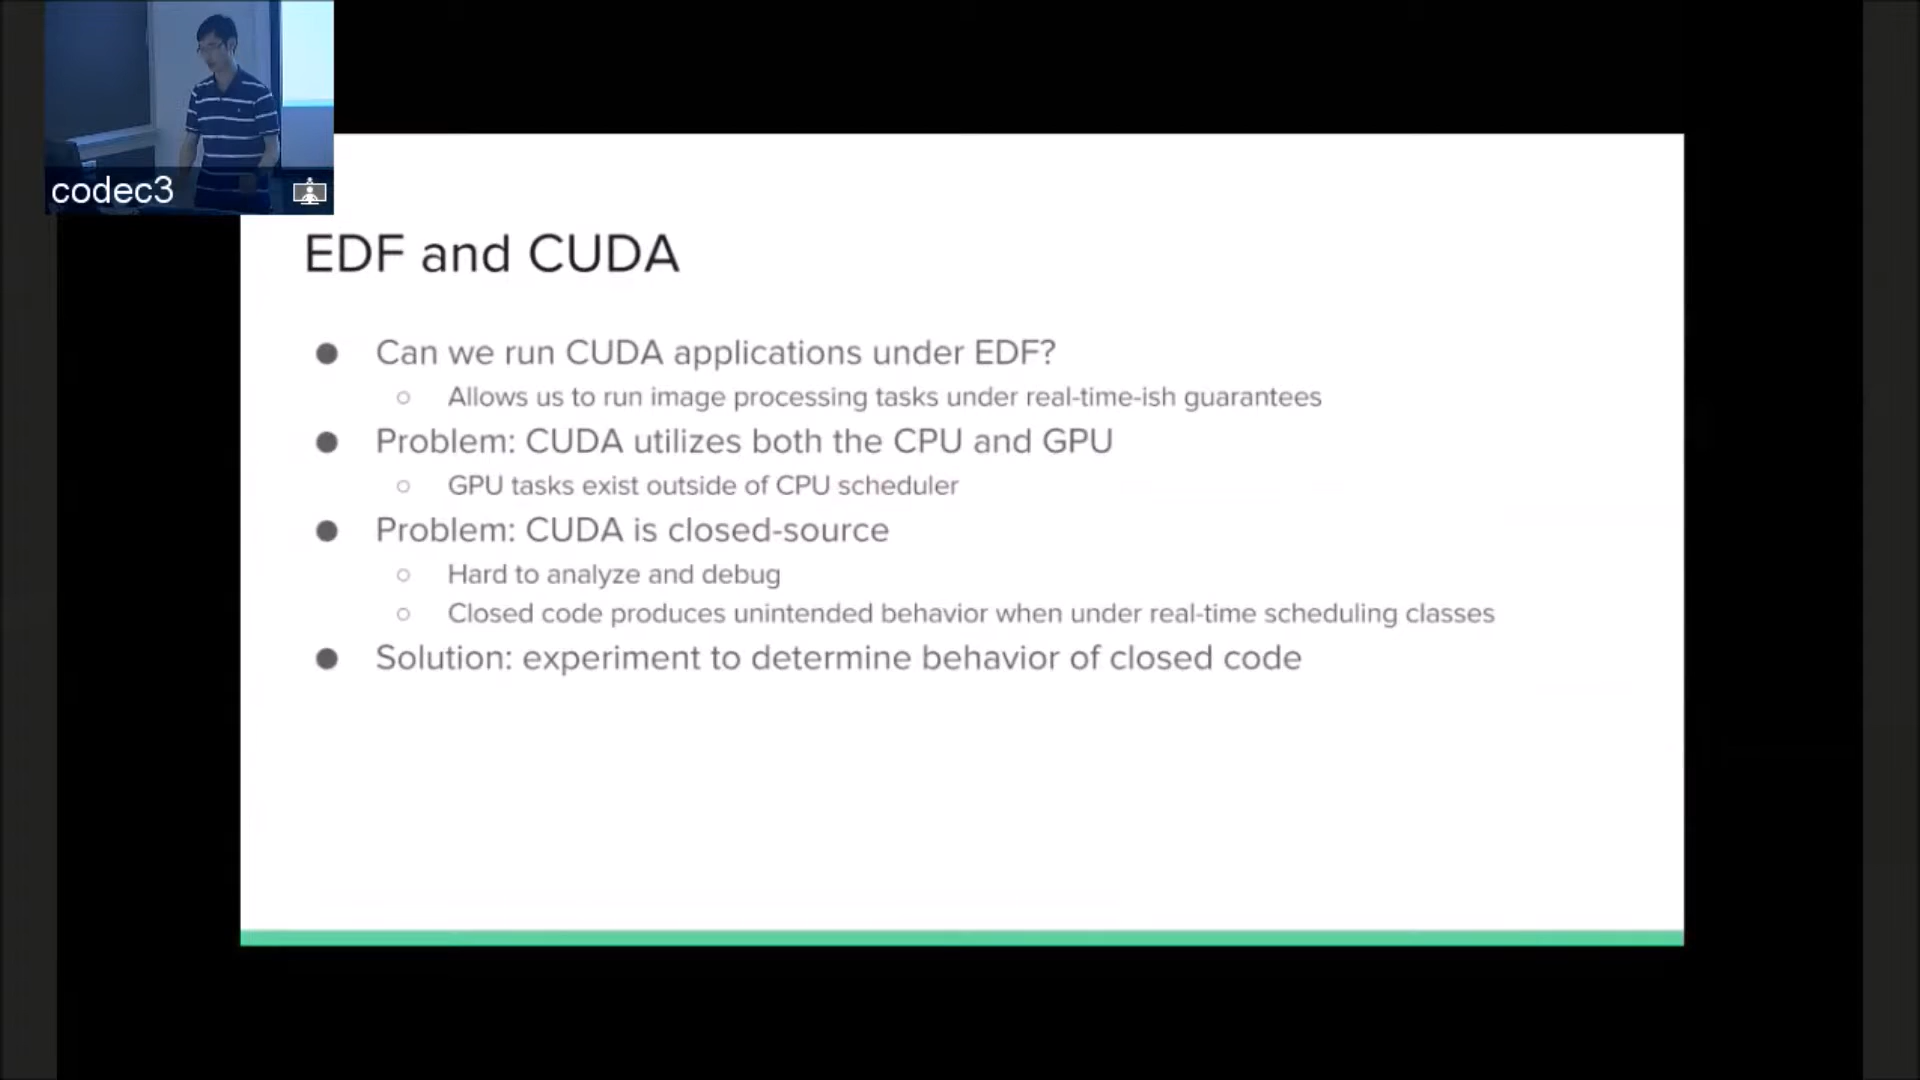 codec3
EDF and CUDA
● Can we run CUDA applications under EDF?
○ Allows us to run image processing tasks under real-time-ish guarantees
● Problem: CUDA utilizes both the CPU and GPU
○ GPU tasks exist outside of CPU scheduler
● Problem: CUDA is closed-source
○ Hard to analyze and debug
○ Closed code produces unintended behavior when under real-time scheduling classes
● Solution: experiment to determine behavior of closed code